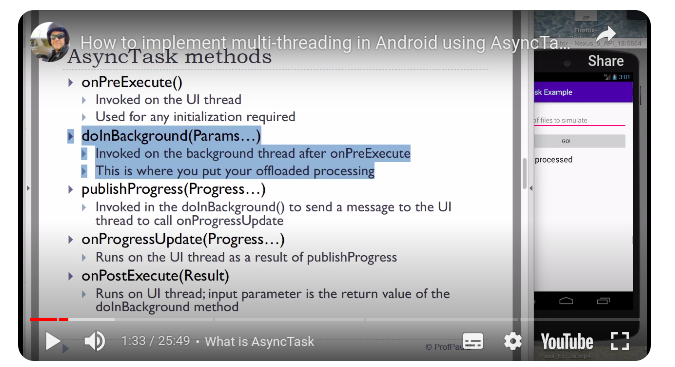 How to implement multi-threading in Android using AsyncTa...
Share
AsyncTask methods
onPreExecute()
Invoked on the UI thread
Used for any initialization required
doInBackground(Params…)
Invoked on the background thread after onPreExecute
This is where you put your offloaded processing
publishProgress(Progress…)
Invoked in the doInBackground() to send a message to the UI
thread to call onProgressUpdate
onProgressUpdate(Progress…)
Runs on the UI thread as a result of publishProgress
onPostExecute(Result)
Runs on UI thread; input parameter is the return value of the
doInBackground method
3:01
sk Example
of files to simulate
GO!
processed
1:33 / 25:49 • What is AsyncTask
YouTube